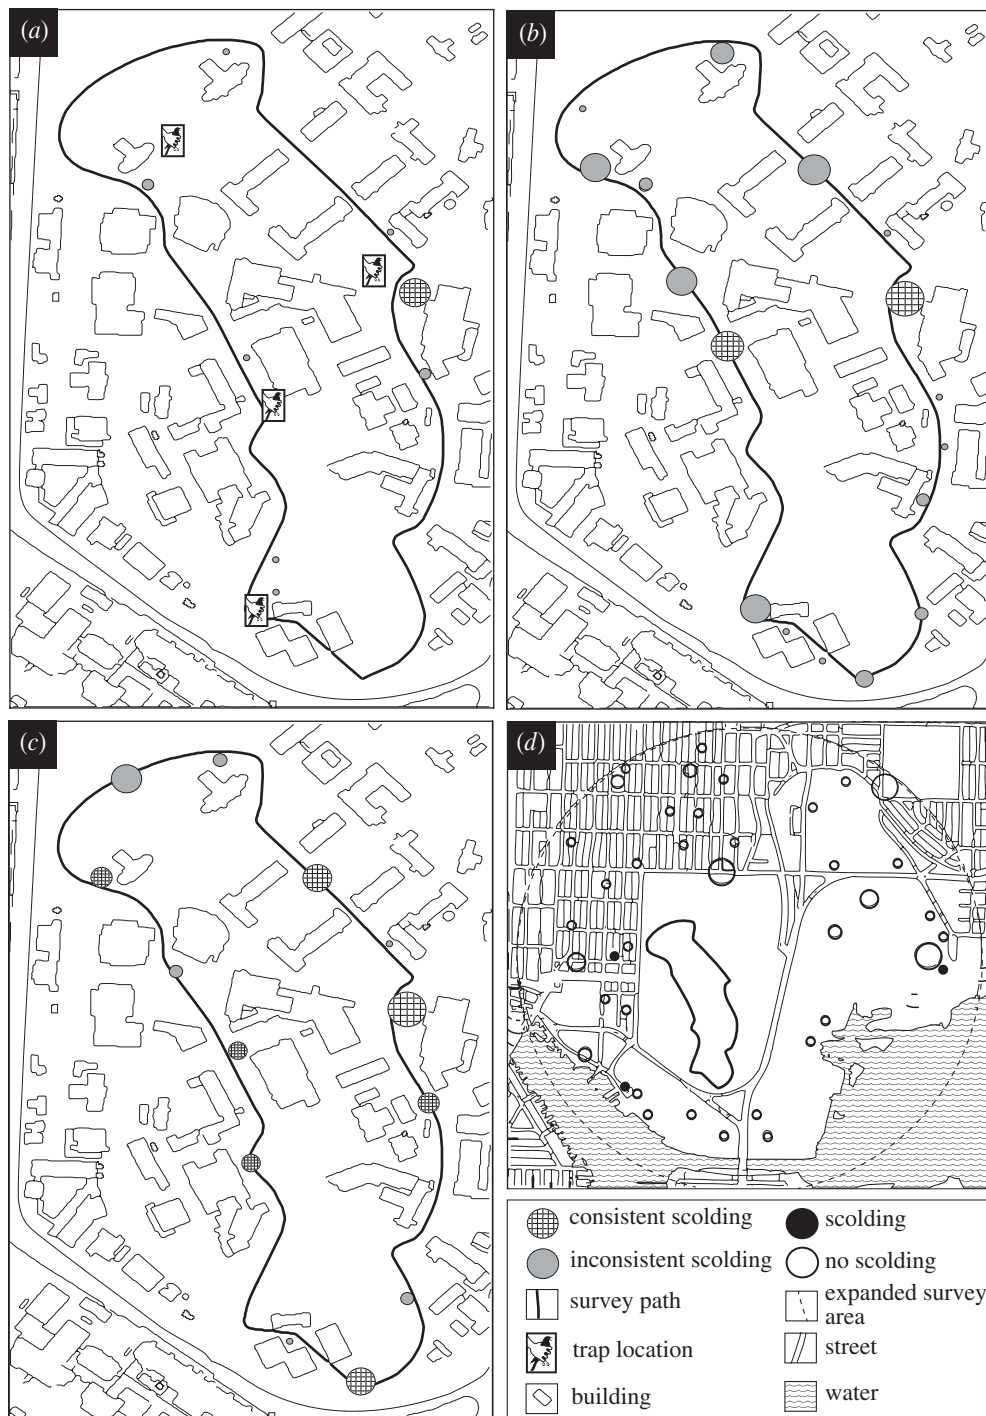 (a)
(b)
(c)
(d)
consistent scolding
inconsistent scolding
survey path
trap location
building
scolding
no scolding
expanded survey
area
street
water